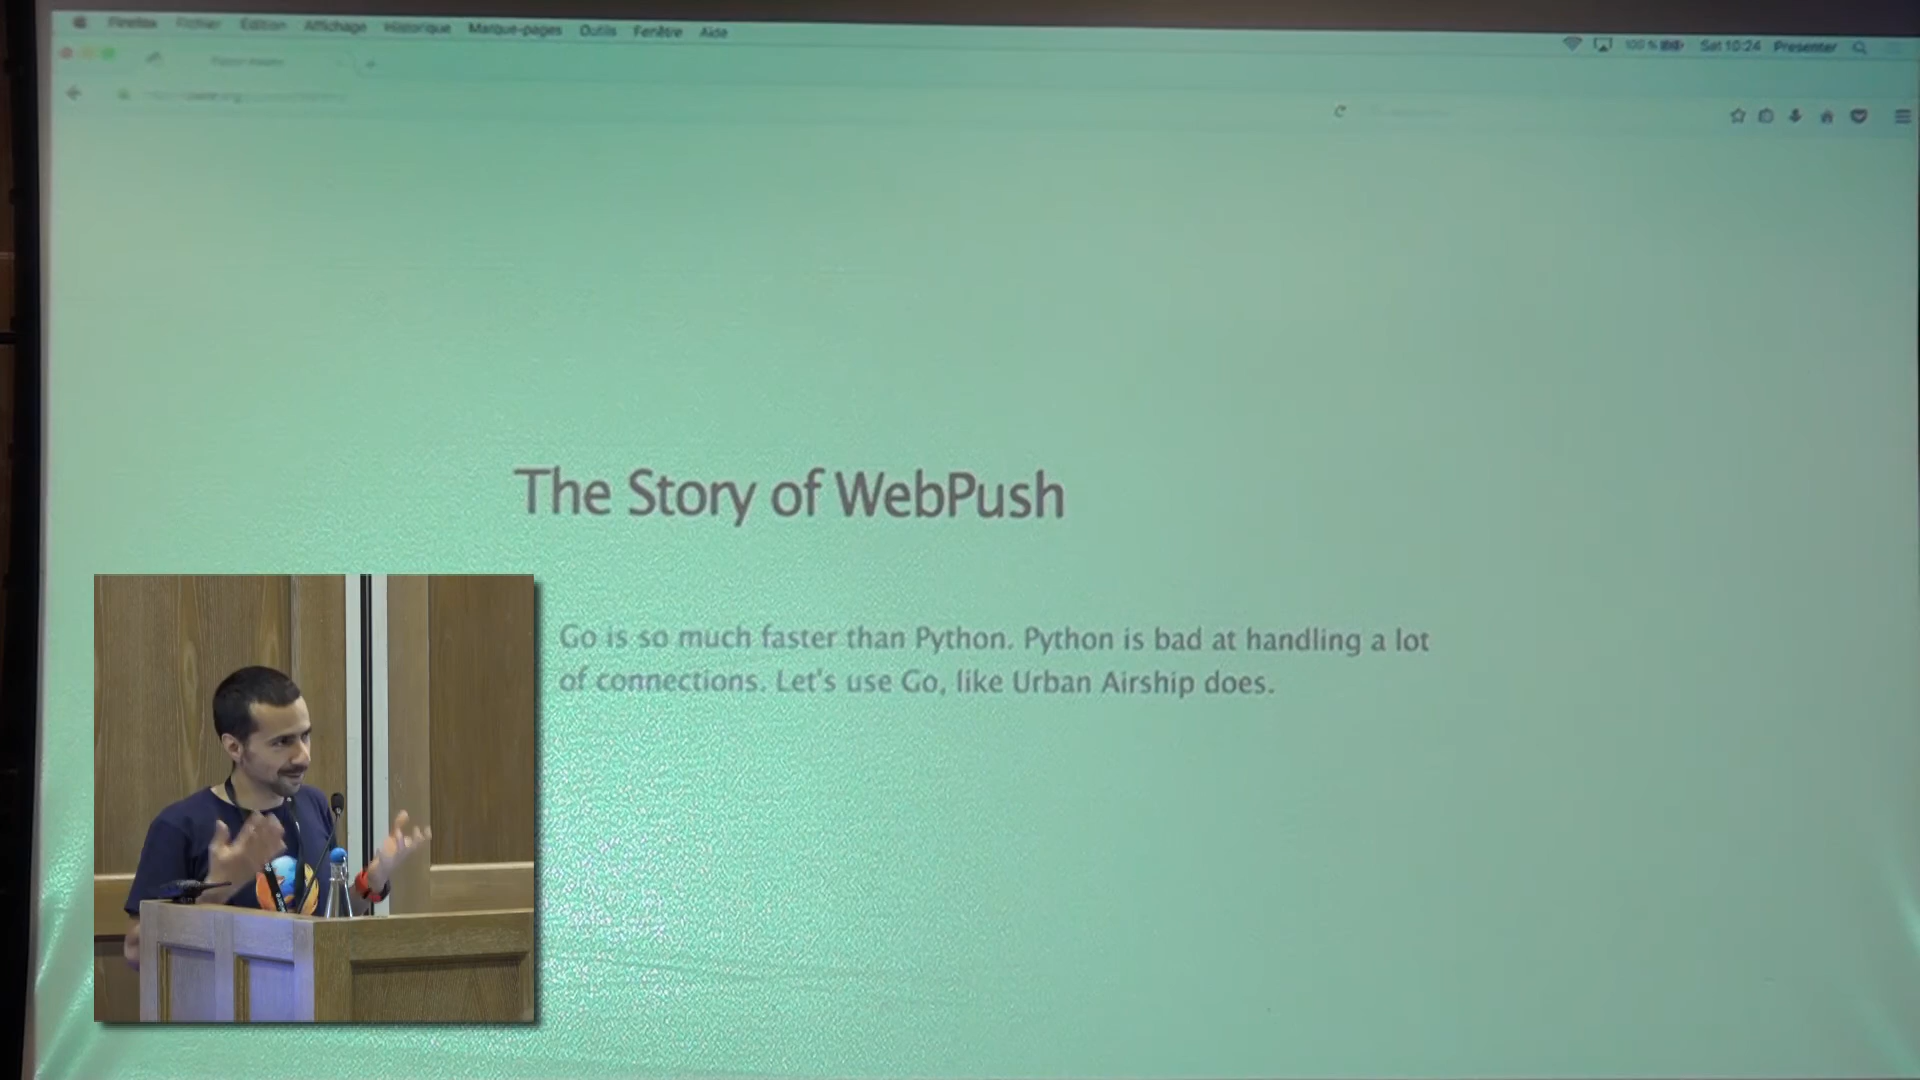 Firefox Fichier Édition Affichage Historique Marque-pages Outils Fenêtre Aide
100 % Sat 10:24 Presenter
The Story of WebPush
Go is so much faster than Python. Python is bad at handling a lot
of connections. Let's use Go, like Urban Airship does.